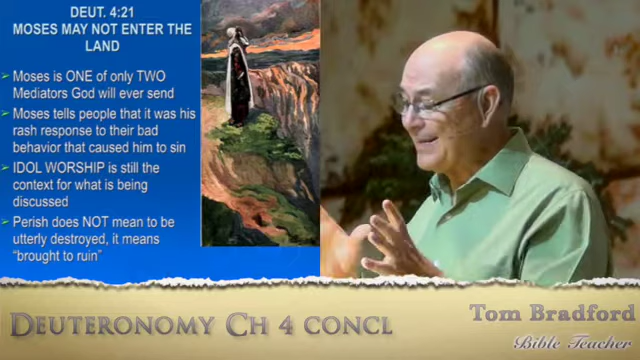 DEUT. 4:21
MOSES MAY NOT ENTER THE
LAND
➢ Moses is ONE of only TWO
Mediators God will ever send
➢ Moses tells people that it was his
rash response to their bad
behavior that caused him to sin
➢ IDOL WORSHIP is still the
context for what is being
discussed
➢ Perish does NOT mean to be
utterly destroyed, it means
“brought to ruin”
DEUTERONOMY CH 4 CONCL
Tom Bradford
Bible Teacher